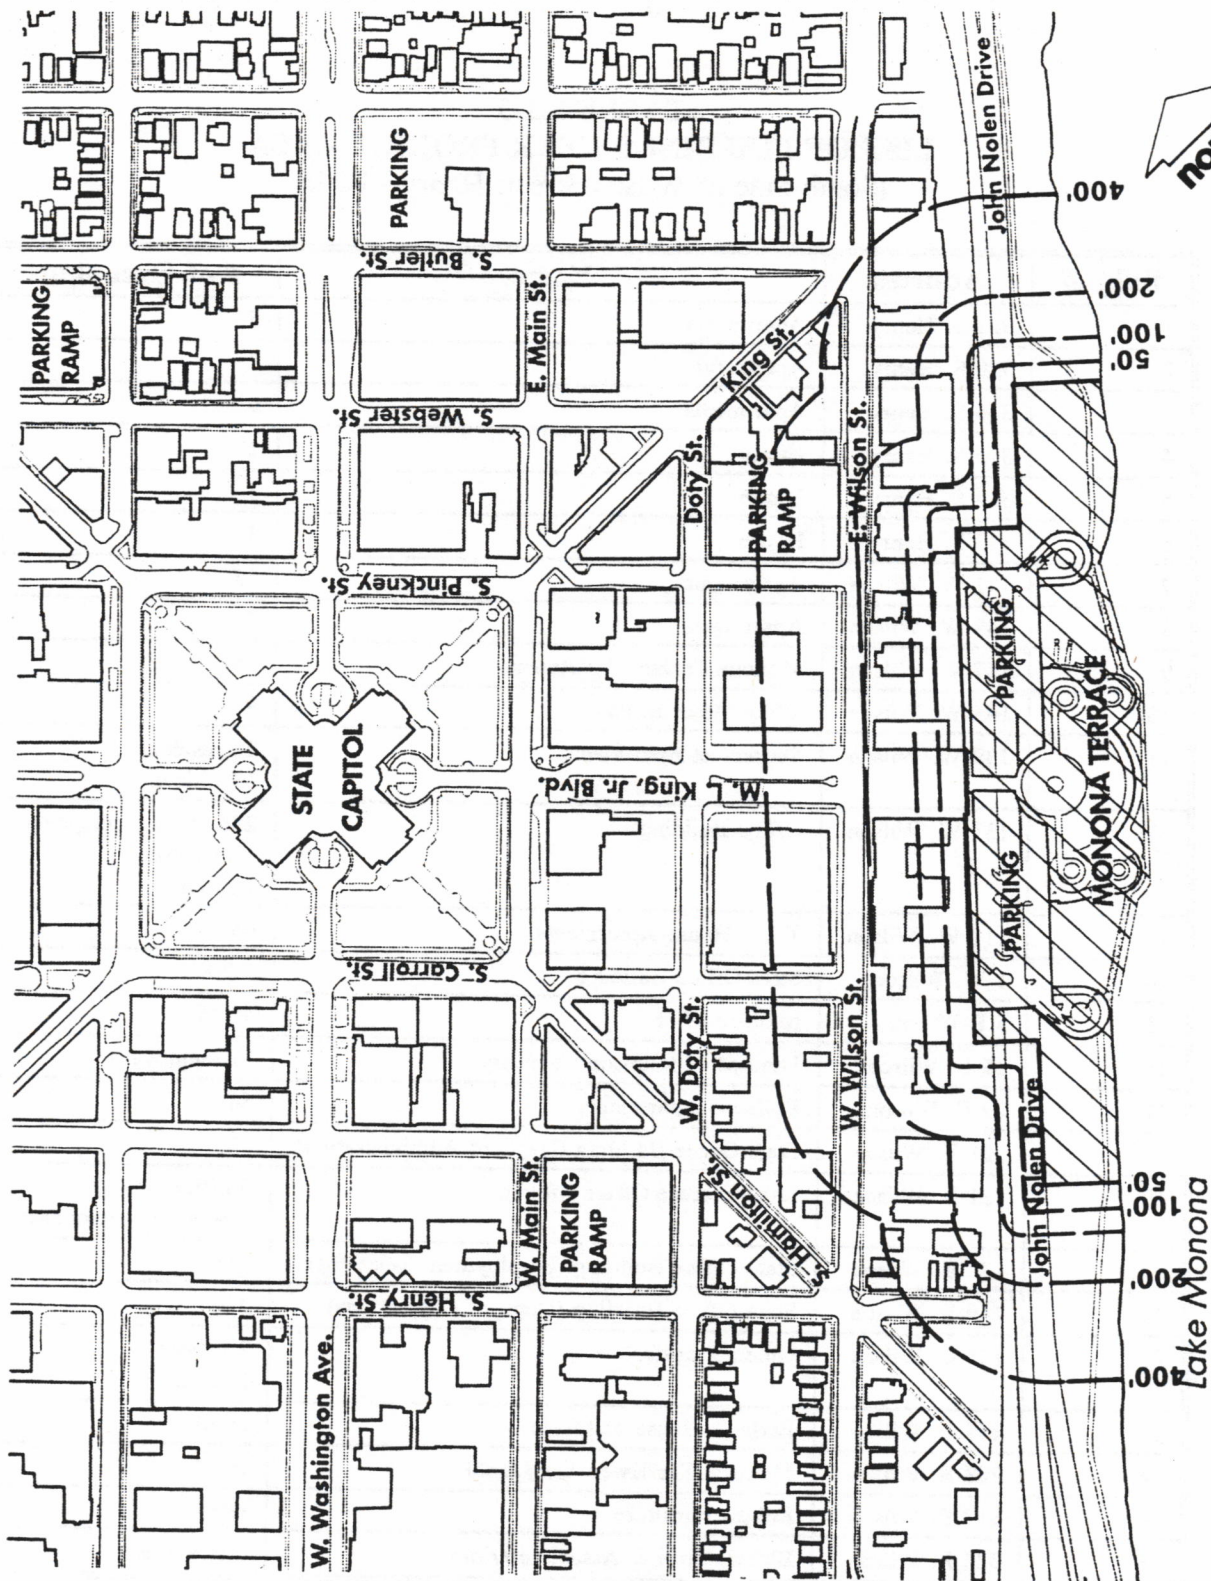 John Nolen Drive
400'
no
PARKING
S. Butler St.
200'
100'
50'
PARKING
RAMP
E. Main St.
King St.
S. Webster St.
Doty St.
E. Wilson St.
PARKING
RAMP
S. Pinckney St.
PARKING
MONONA TERRACE
STATE
CAPITOL
M. L. King, Jr. Blvd.
PARKING
S. Carroll St.
W. Doty St.
W. Wilson St.
John Nolen Drive
W. Main St.
PARKING
RAMP
S. Hamilton St.
50'
100'
200'
S. Henry St.
400'
Lake Monona
W. Washington Ave.